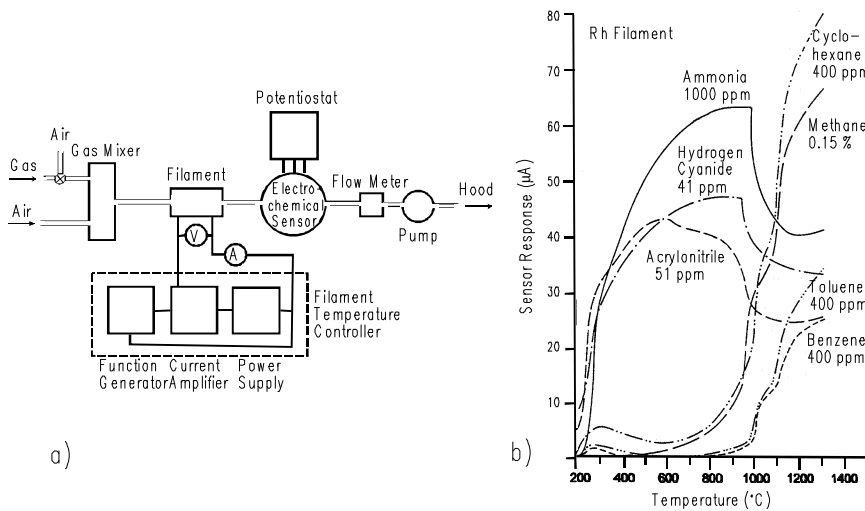 Potentiostat
Air
Gas Mixer
Gas
Filament
Electro-
chemical
Sensor
Flow Meter
Hood
Air
Pump
V
A
Filament
Temperature
Controller
Function
Generator
Current
Amplifier
Power
Supply
a)
80
70
60
50
40
30
20
10
Sensor Response (µA)
Rh Filament
Ammonia
1000 ppm
Cyclo-
hexane
400 ppm
Methane
0.15 %
Hydrogen
Cyanide
41 ppm
Acrylonitrile
51 ppm
Toluene
400 ppm
Benzene
400 ppm
200
400
600
800
1000
1200
1400
Temperature (°C)
b)